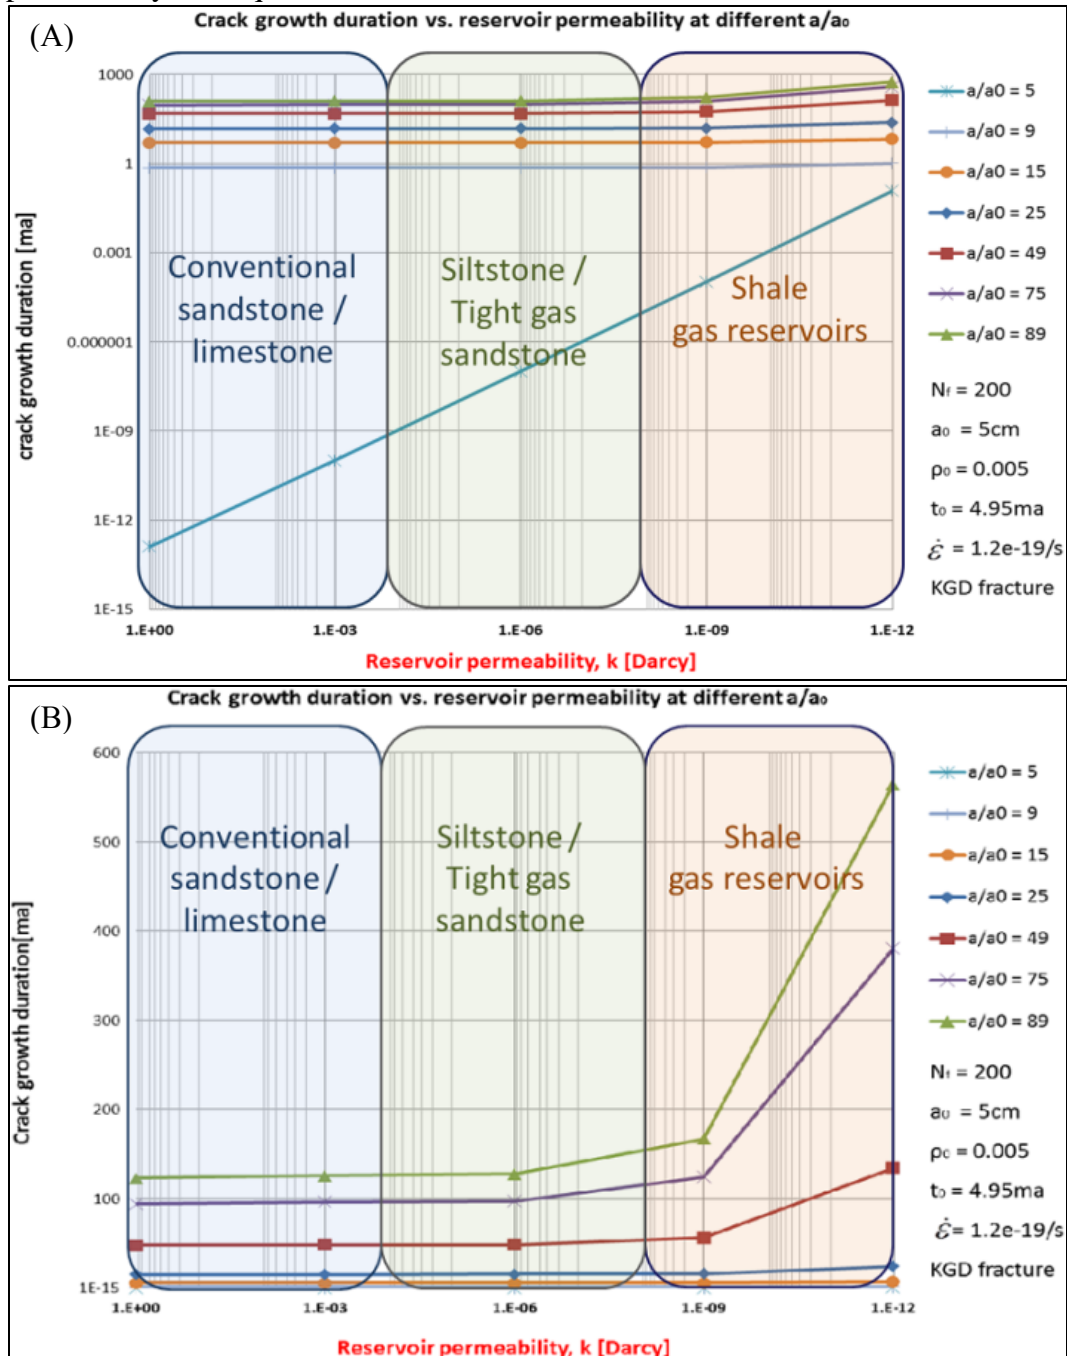 (A)
Crack growth duration vs. reservoir permeability at different a/a₀
1000
1
0.001
0.000001
1E-09
1E-12
1E-15
crack growth duration [ma]
Conventional
sandstone /
limestone
Siltstone /
Tight gas
sandstone
Shale
gas reservoirs
1.E+00
1.E-03
1.E-06
1.E-09
1.E-12
Reservoir permeability, k [Darcy]
a/a0 = 5
a/a0 = 9
a/a0 = 15
a/a0 = 25
a/a0 = 49
a/a0 = 75
a/a0 = 89
Nf = 200
a₀ = 5cm
ρ₀ = 0.005
t₀ = 4.95ma
ε̇ = 1.2e-19/s
KGD fracture
(B)
Crack growth duration vs. reservoir permeability at different a/a₀
600
500
400
300
200
100
1E-15
Crack growth duration[ma]
Conventional
sandstone /
limestone
Siltstone /
Tight gas
sandstone
Shale
gas reservoirs
1.E+00
1.E-03
1.E-06
1.E-09
1.E-12
Reservoir permeability, k [Darcy]
a/a0 = 5
a/a0 = 9
a/a0 = 15
a/a0 = 25
a/a0 = 49
a/a0 = 75
a/a0 = 89
Nf = 200
a₀ = 5cm
ρ₀ = 0.005
t₀ = 4.95ma
ε̇ = 1.2e-19/s
KGD fracture